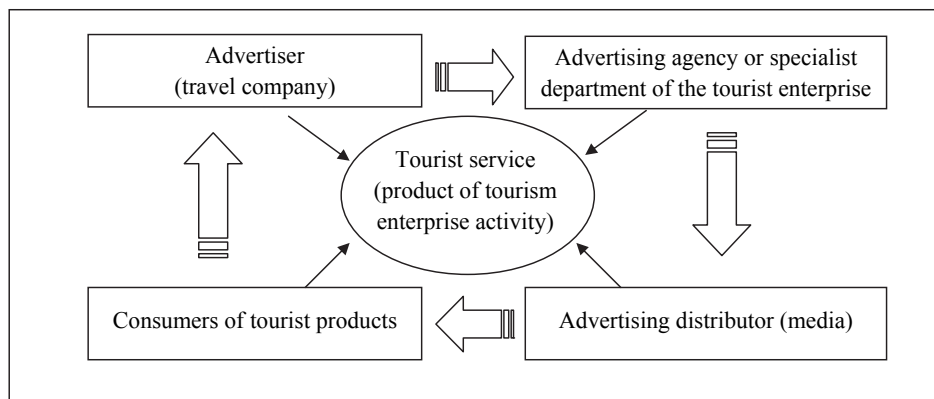 Advertiser
(travel company)
Advertising agency or specialist
department of the tourist enterprise
Tourist service
(product of tourism
enterprise activity)
Consumers of tourist products
Advertising distributor (media)